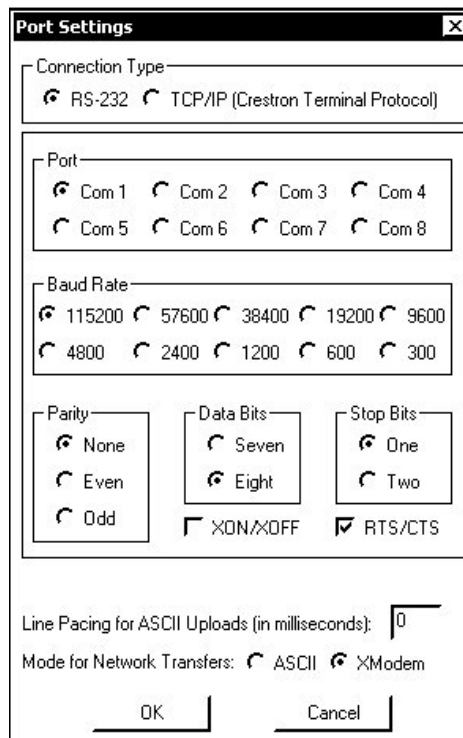 Port Settings
Connection Type
RS-232 TCP/IP (Crestron Terminal Protocol)
Port
Com 1 Com 2 Com 3 Com 4
Com 5 Com 6 Com 7 Com 8
Baud Rate
115200 57600 38400 19200 9600
4800 2400 1200 600 300
Parity Data Bits Stop Bits
None Seven One
Even Eight Two
Odd XON/XOFF RTS/CTS
Line Pacing for ASCII Uploads (in milliseconds): 0
Mode for Network Transfers: ASCII XModem
OK Cancel